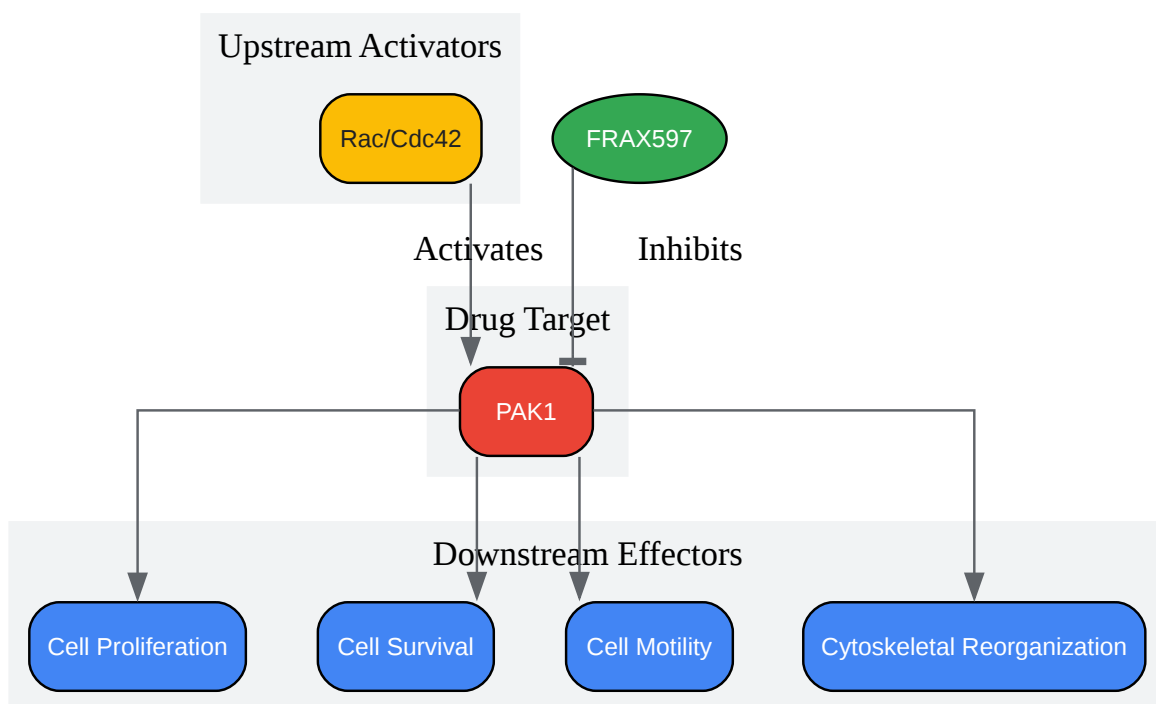 Upstream Activators
Rac/Cdc42
FRAX597
Activates
Inhibits
Drug Target
PAK1
Downstream Effectors
Cell Proliferation
Cell Survival
Cell Motility
Cytoskeletal Reorganization